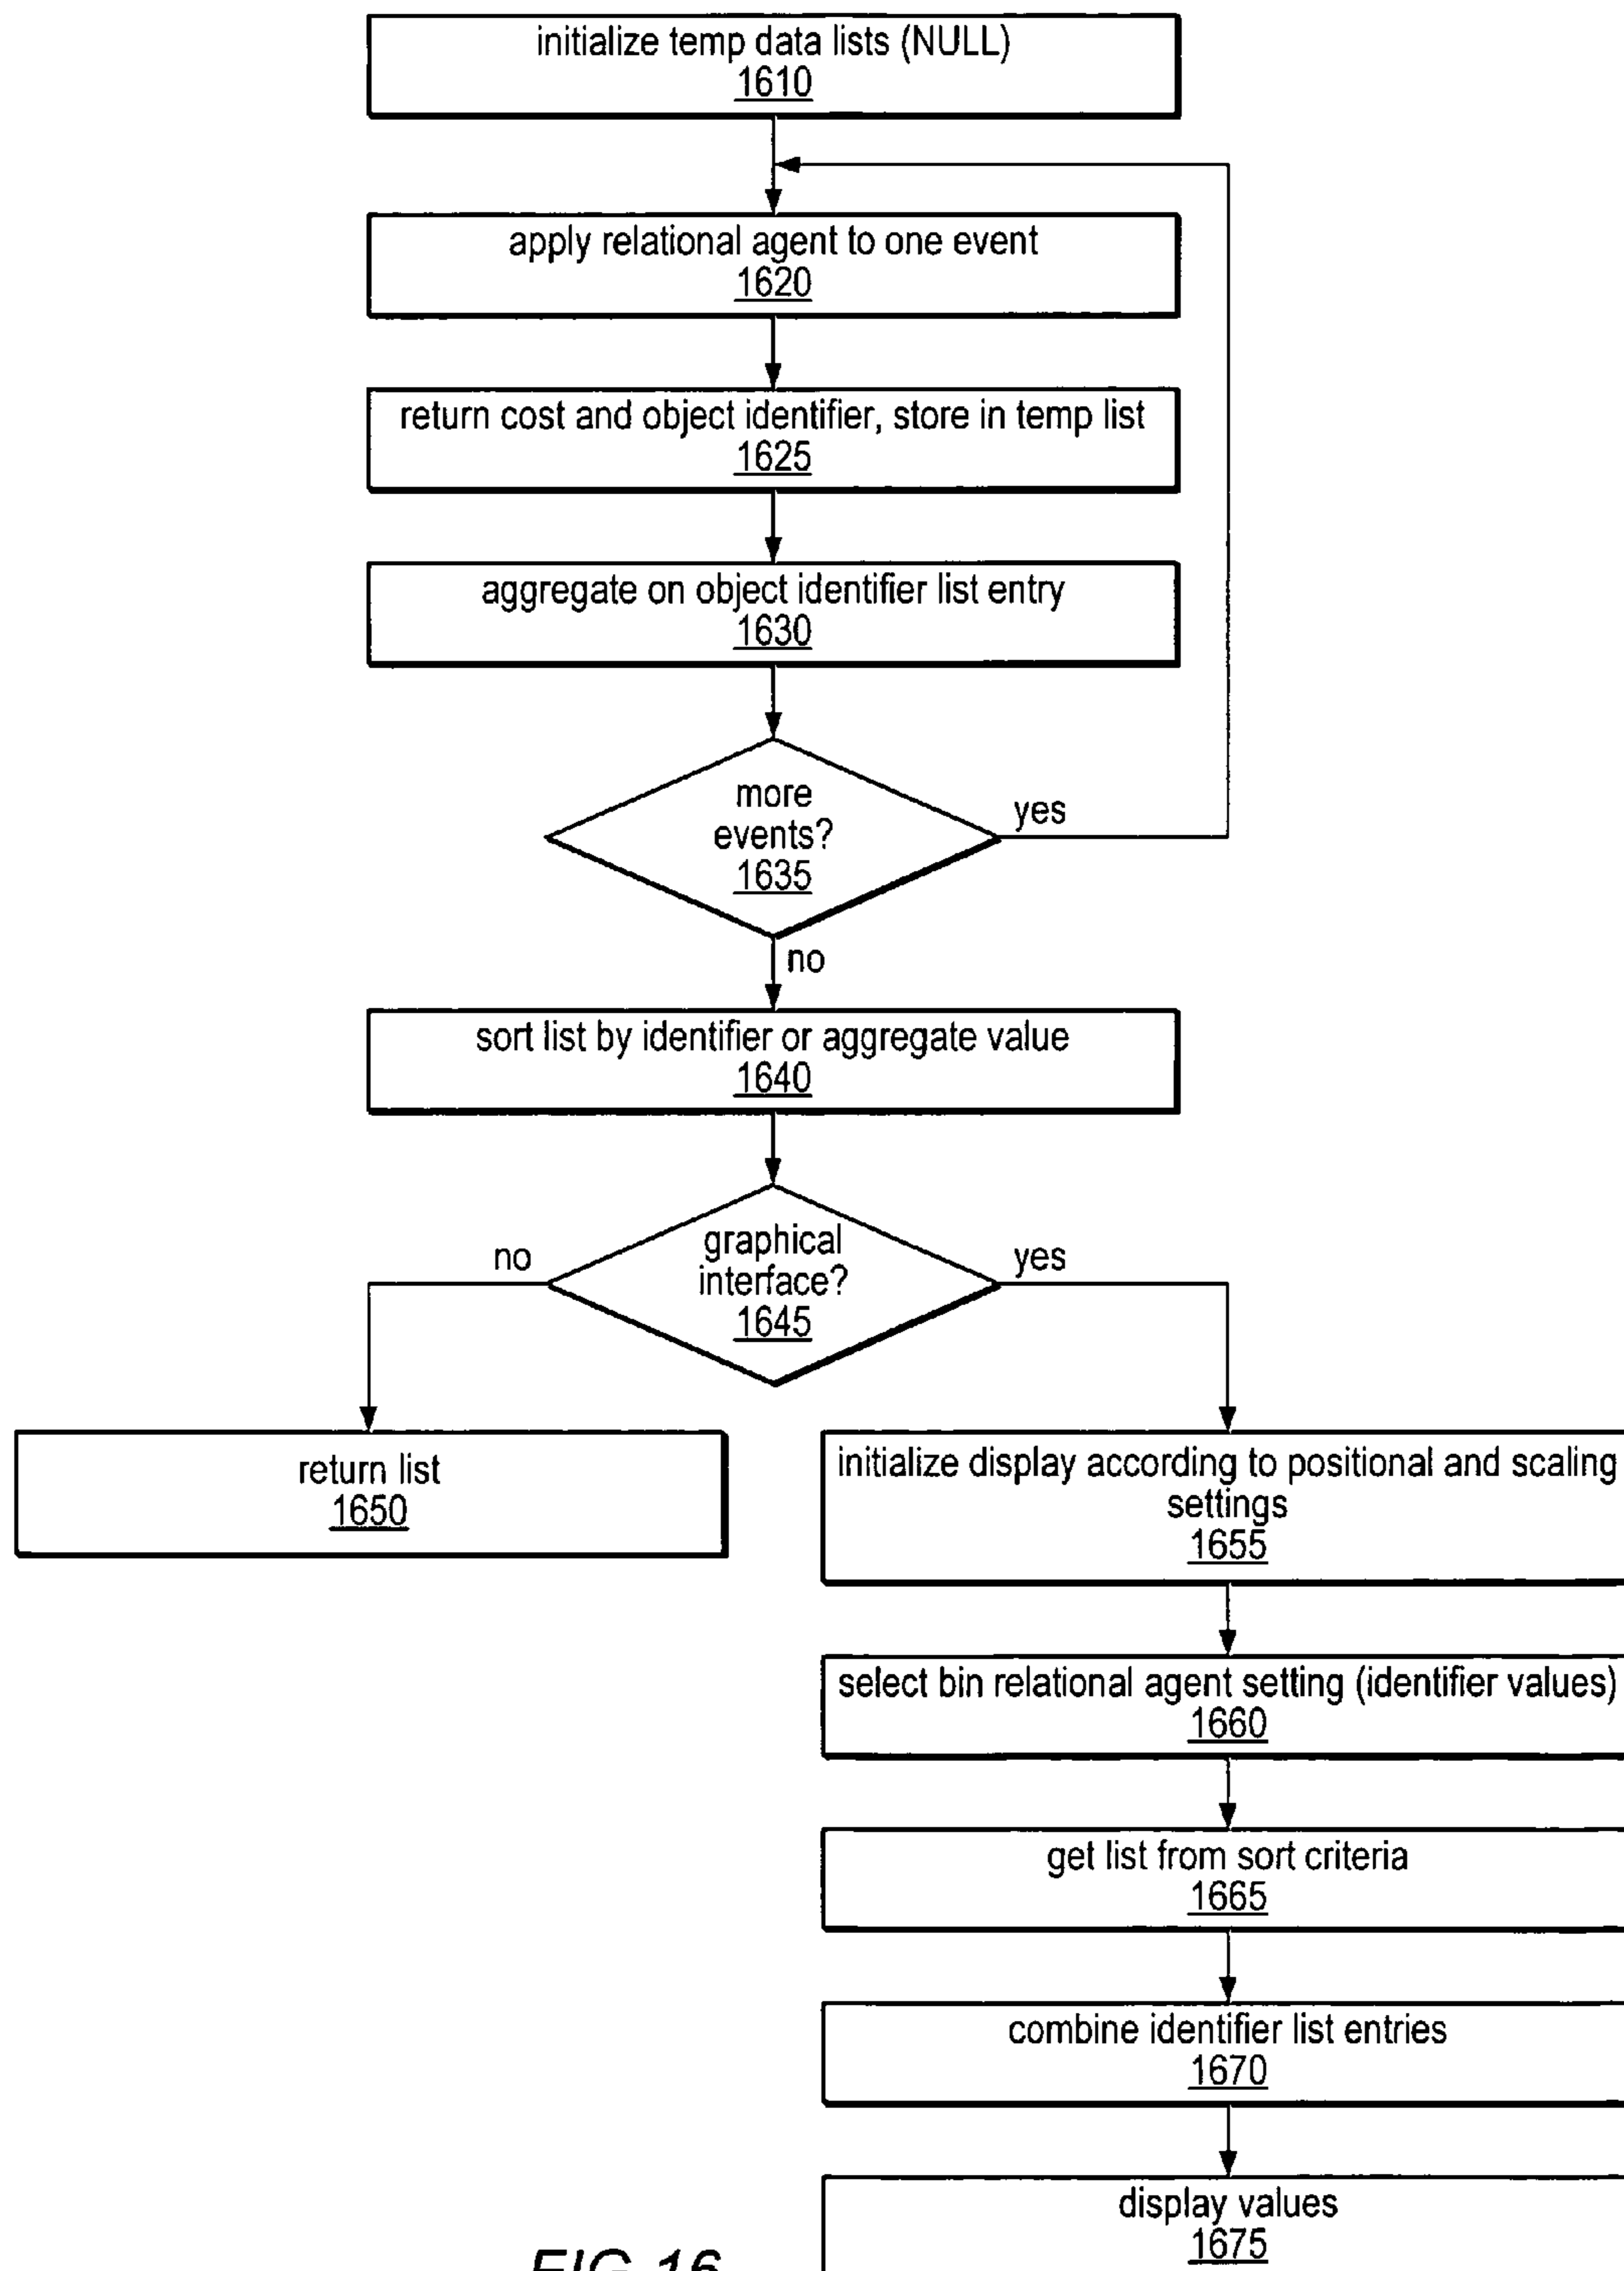 initialize temp data lists (NULL)
1610
apply relational agent to one event
1620
return cost and object identifier, store in temp list
1625
aggregate on object identifier list entry
1630
more
events?
1635
yes
no
sort list by identifier or aggregate value
1640
graphical
interface?
1645
no
yes
return list
1650
initialize display according to positional and scaling
settings
1655
select bin relational agent setting (identifier values)
1660
get list from sort criteria
1665
combine identifier list entries
1670
display values
1675
FIG 16